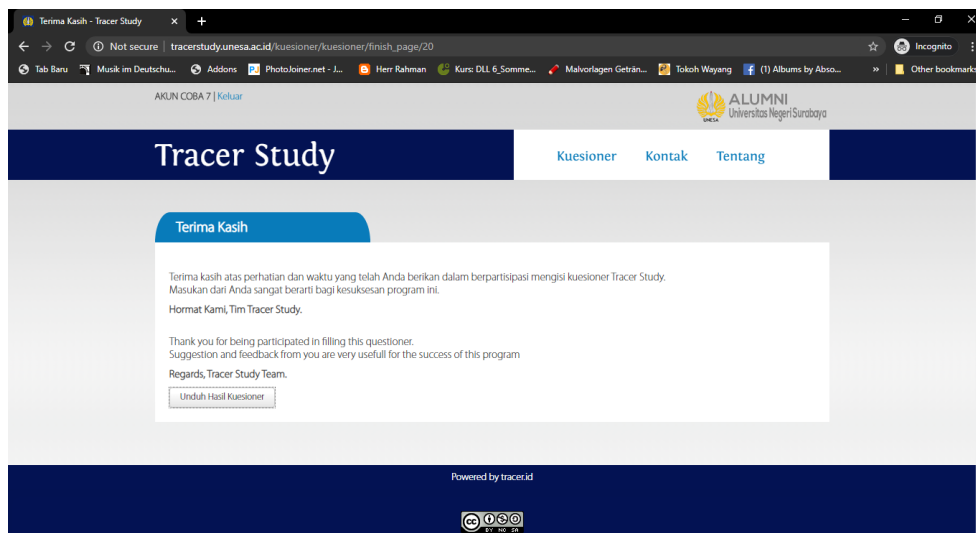 Terima Kasih - Tracer Study
Not secure | tracerstudy.unesa.ac.id/kuesioner/kuesioner/finish_page/20
Incognito
Tab Baru Musik im Deutschu... Addons PhotoJoiner.net - J... Herr Rahman Kurs: DLL 6_Somme... Malvorlagen Geträn... Tokoh Wayang (1) Albums by Abso... » Other bookmarks
AKUN COBA 7 | Keluar
UNESA
ALUMNI
Universitas Negeri Surabaya
Tracer Study
Kuesioner Kontak Tentang
Terima Kasih
Terima kasih atas perhatian dan waktu yang telah Anda berikan dalam berpartisipasi mengisi kuesioner Tracer Study.
Masukan dari Anda sangat berarti bagi kesuksesan program ini.
Hormat Kami, Tim Tracer Study.
Thank you for being participated in filling this questioner.
Suggestion and feedback from you are very usefull for the success of this program
Regards, Tracer Study Team.
Unduh Hasil Kuesioner
Powered by tracer.id
cc
BY NC SA